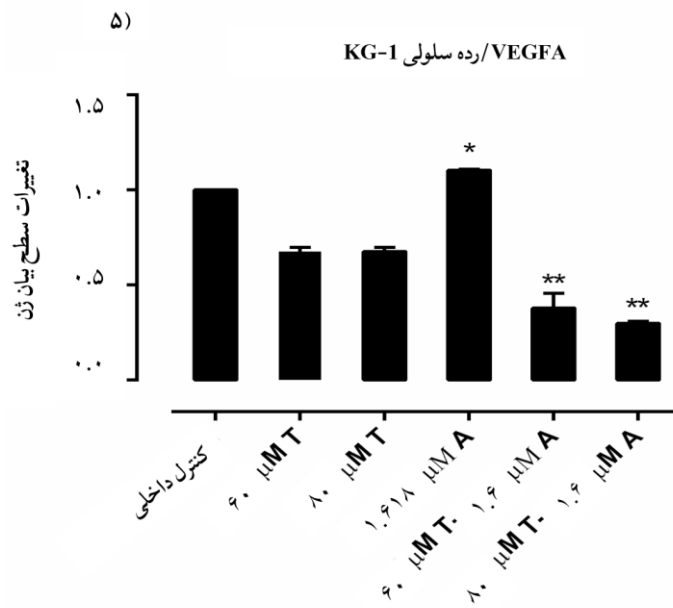 ۵)
KG-1 رده سلولی/VEGFA
تغییرات سطح بیان ژن
۱.۵
۱.۰
۰.۵
۰.۰
*
**
**
کنترل داخلی
۶۰ µM T
۸۰ µM T
۱.۶۱۸ µM A
۶۰ µM T- ۱.۶ µM A
۸۰ µM T- ۱.۶ µM A